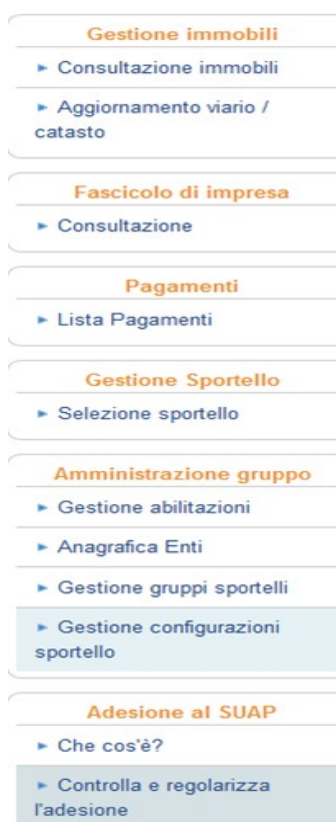 Gestione immobili
► Consultazione immobili
► Aggiornamento viario /
catasto
Fascicolo di impresa
► Consultazione
Pagamenti
► Lista Pagamenti
Gestione Sportello
► Selezione sportello
Amministrazione gruppo
► Gestione abilitazioni
► Anagrafica Enti
► Gestione gruppi sportelli
► Gestione configurazioni
sportello
Adesione al SUAP
► Che cos'è?
► Controlla e regolarizza
l'adesione